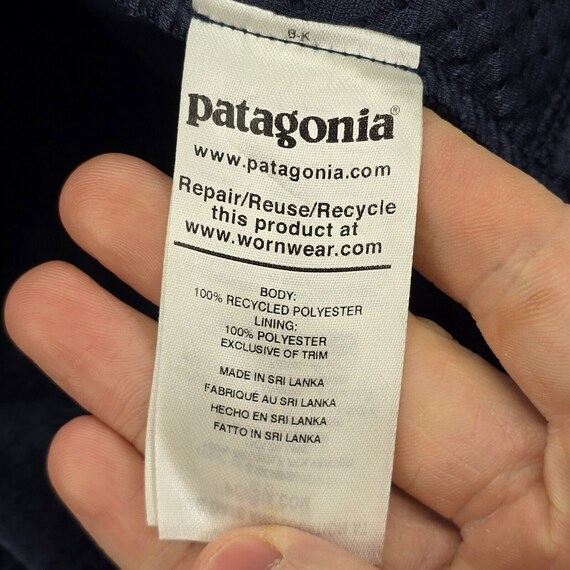 B-K
patagonia®
www.patagonia.com
Repair/Reuse/Recycle
this product at
www.wornwear.com
BODY:
100% RECYCLED POLYESTER
LINING:
100% POLYESTER
EXCLUSIVE OF TRIM
MADE IN SRI LANKA
FABRIQUÉ AU SRI LANKA
HECHO EN SRI LANKA
FATTO IN SRI LANKA